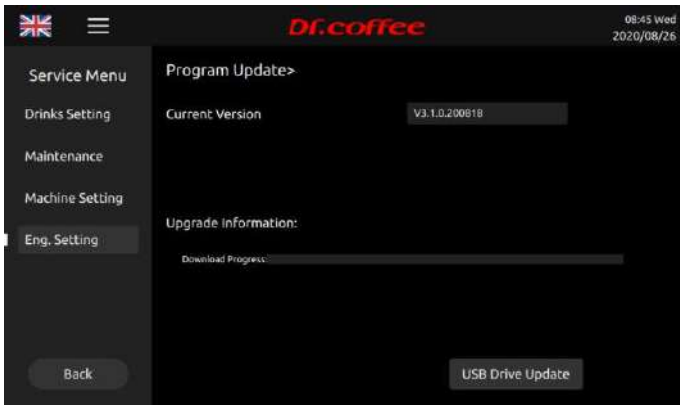 Dr.coffee
08:45 Wed
2020/08/26
Service Menu
Drinks Setting
Maintenance
Machine Setting
Eng. Setting
Back
Program Update>
Current Version V3.1.0.200818
Upgrade Information:
Download Progress:
USB Drive Update